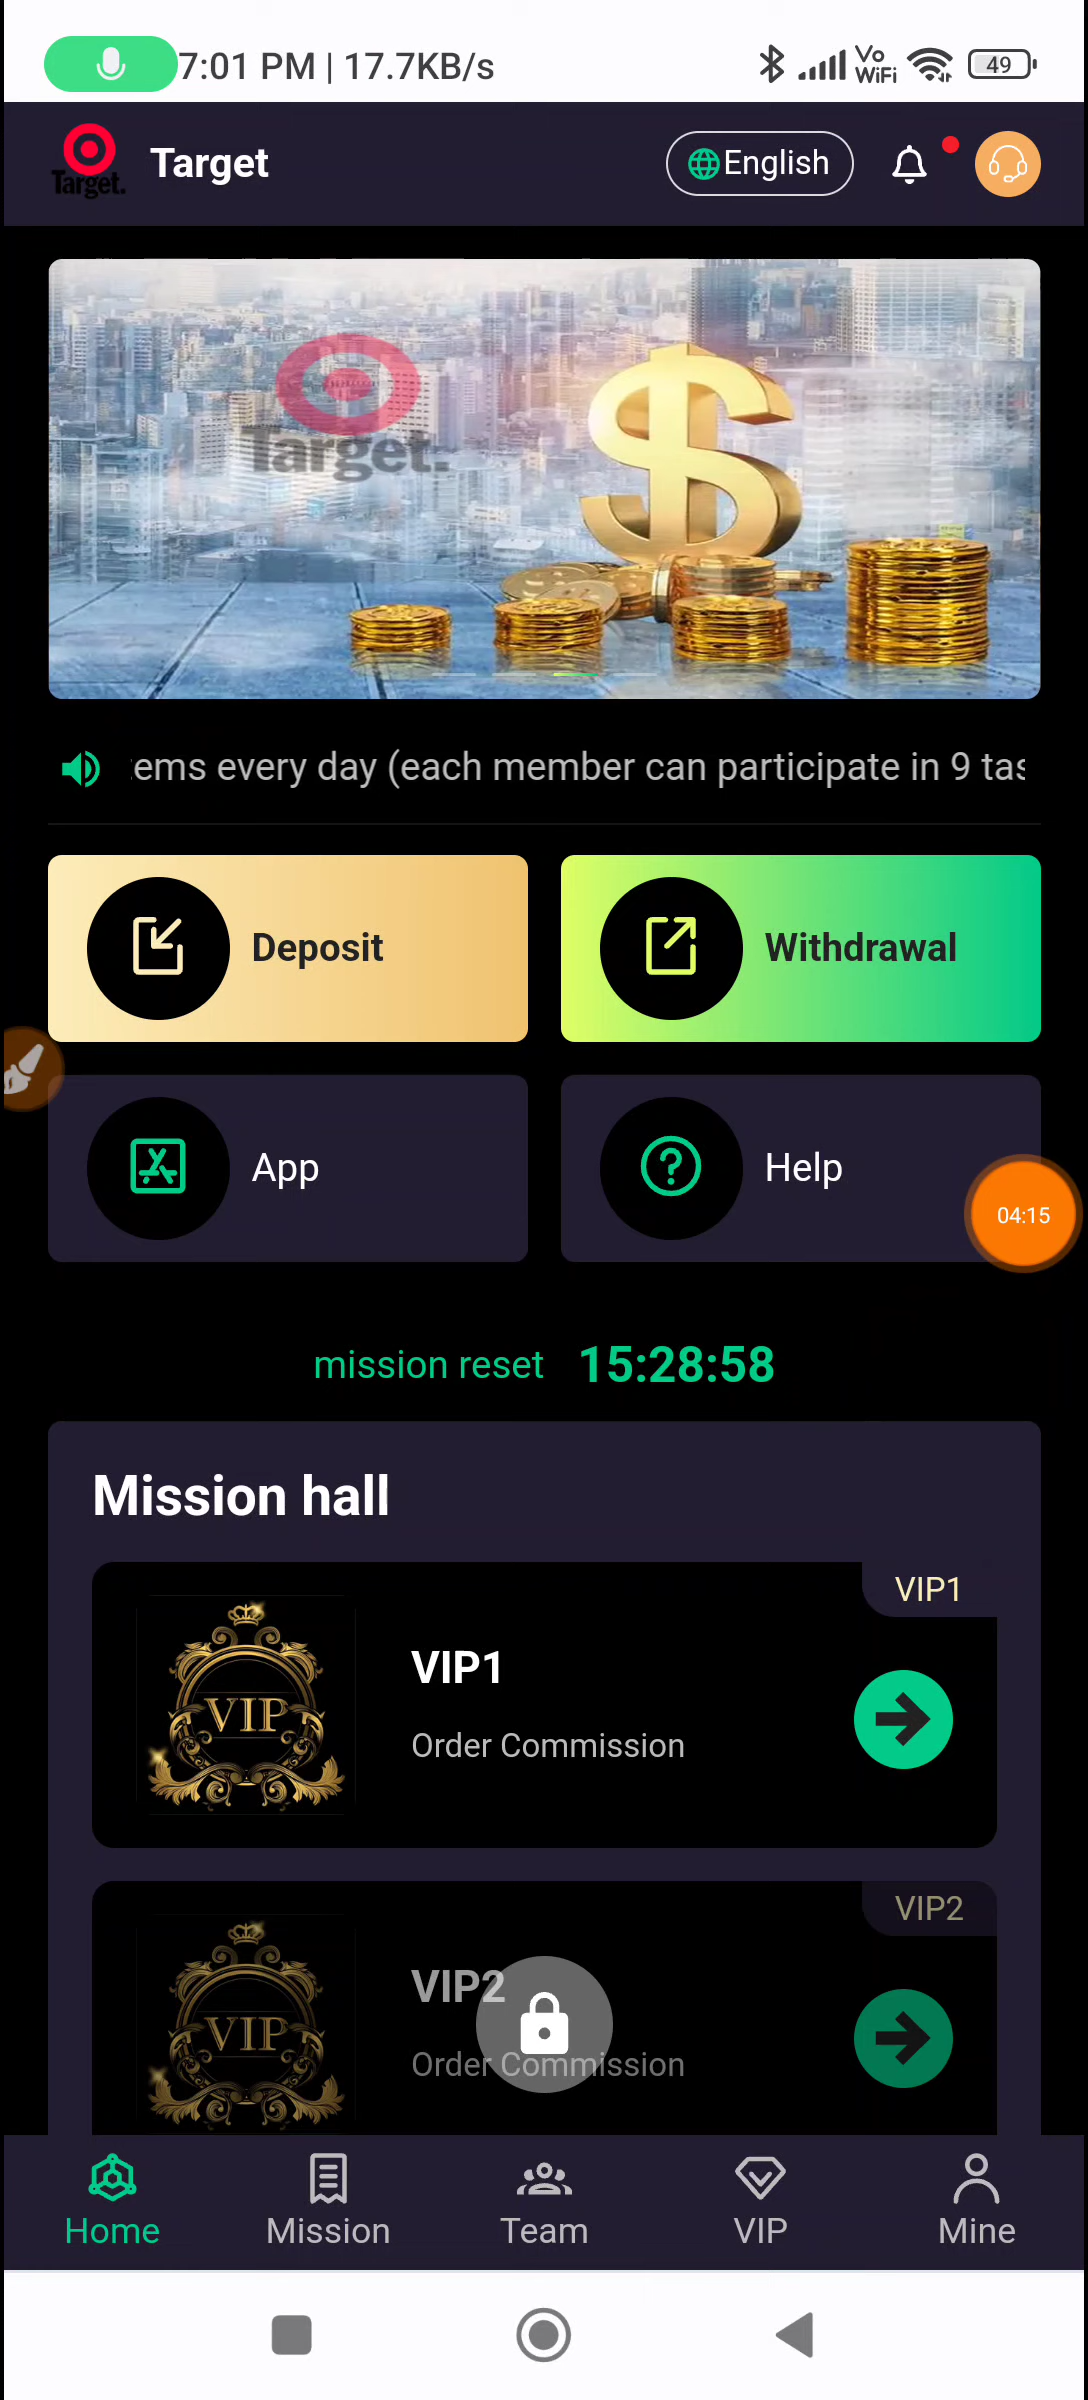 7:01 PM | 17.7KB/s
Vo
WiFi
49
Target.
Target
English
Target.
ems every day (each member can participate in 9
Deposit
Withdrawal
App
Help
04:15
mission reset 15:28:58
Mission hall
VIP1
VIP
VIP1
Order Commission
VIP2
VIP
VIP2
Order Commission
Home
Mission
Team
VIP
Mine